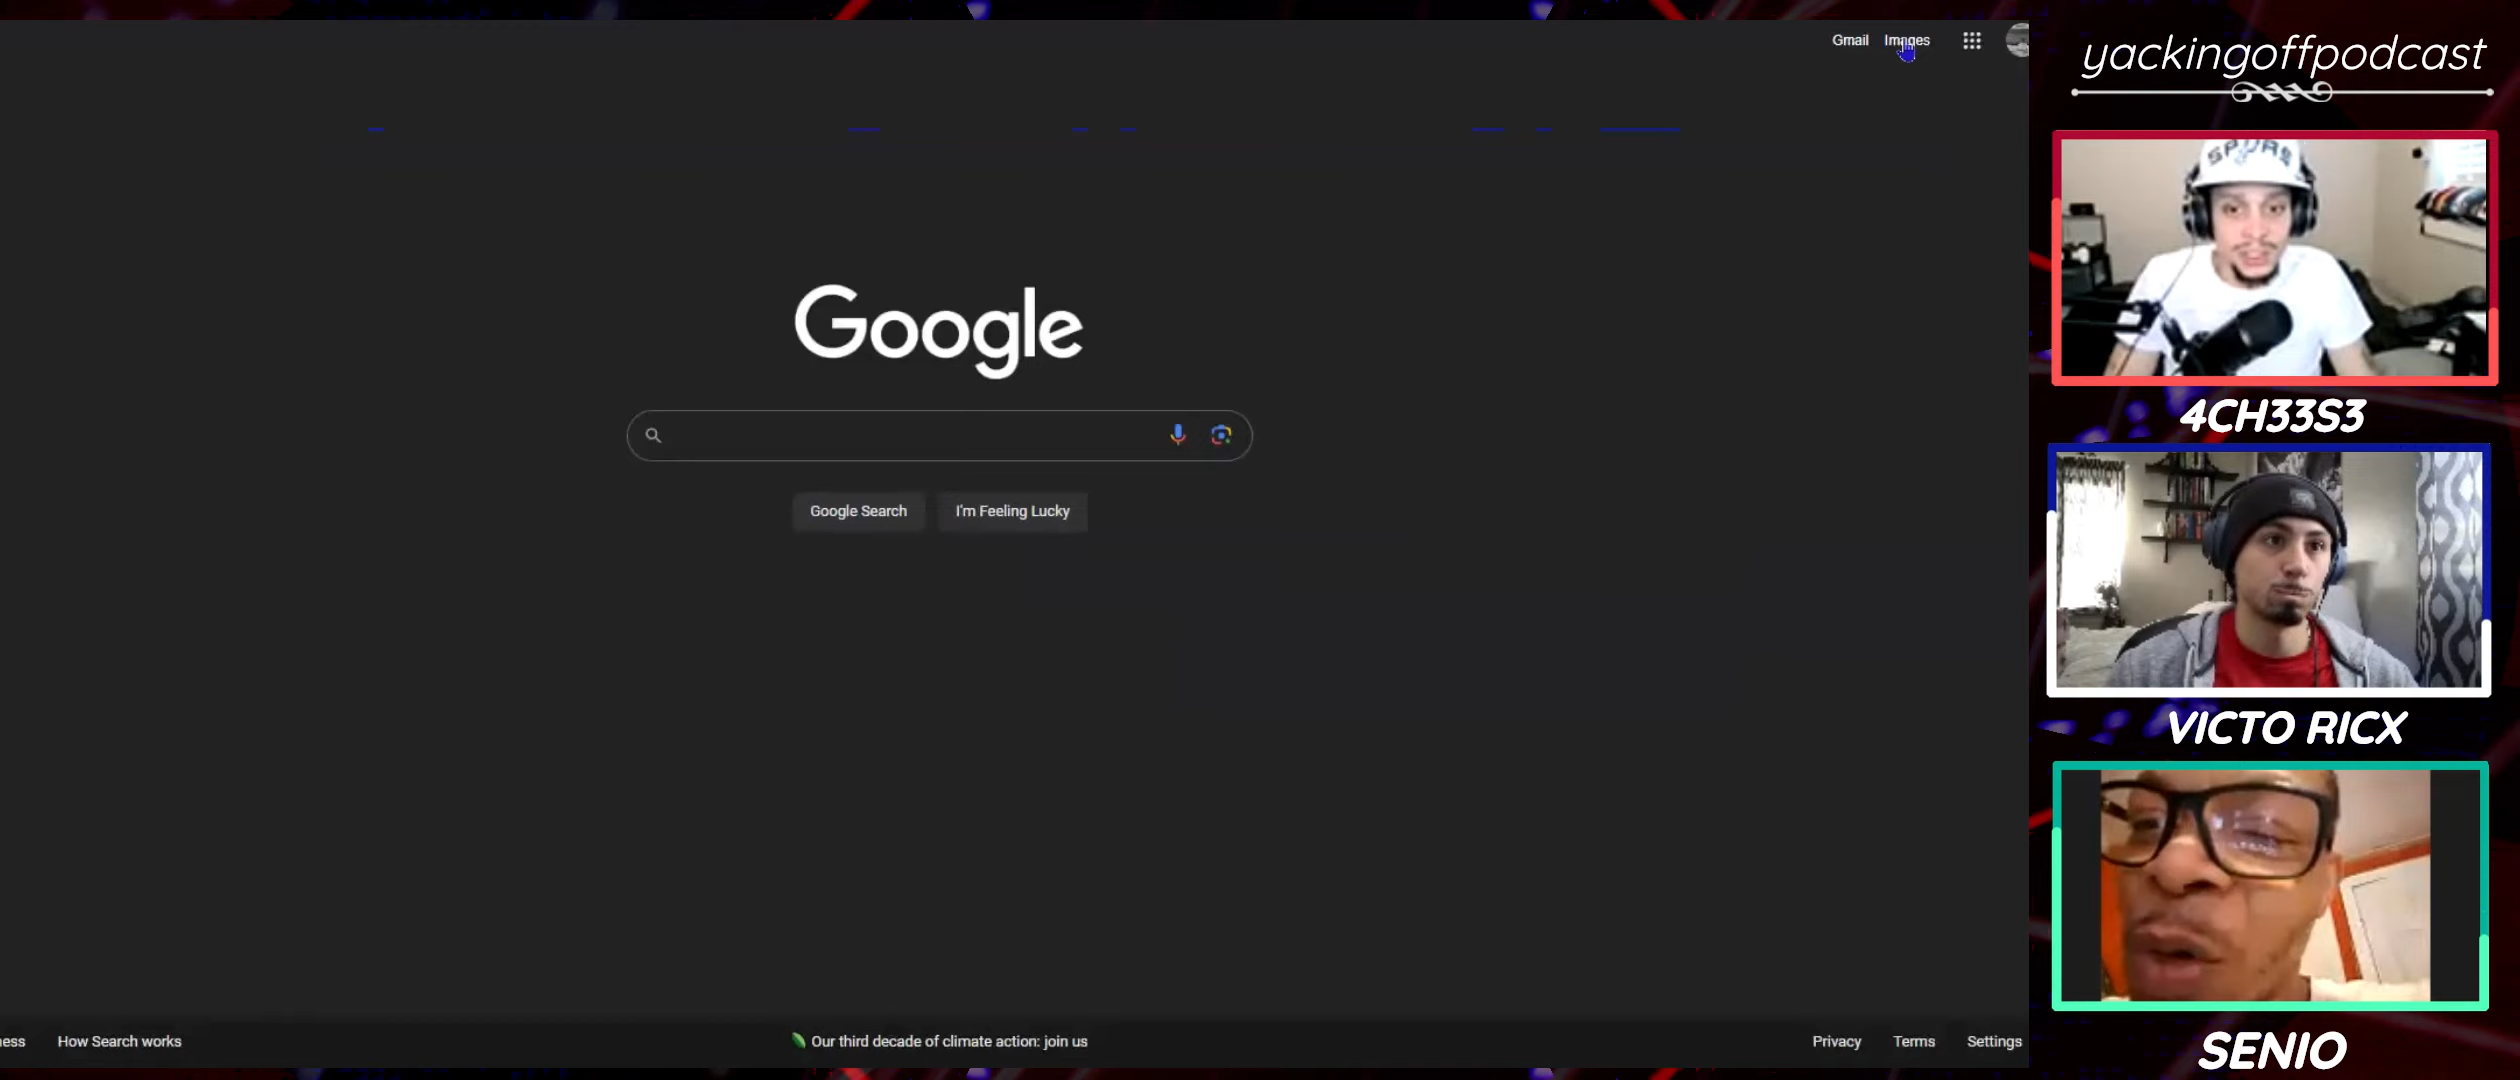 Gmail Images
yackingoffpodcast
SPURS
Google
Google Search I'm Feeling Lucky
4CH33S3
VICTO RICX
How Search works
Our third decade of climate action: join us
Privacy Terms Settings
SENIO